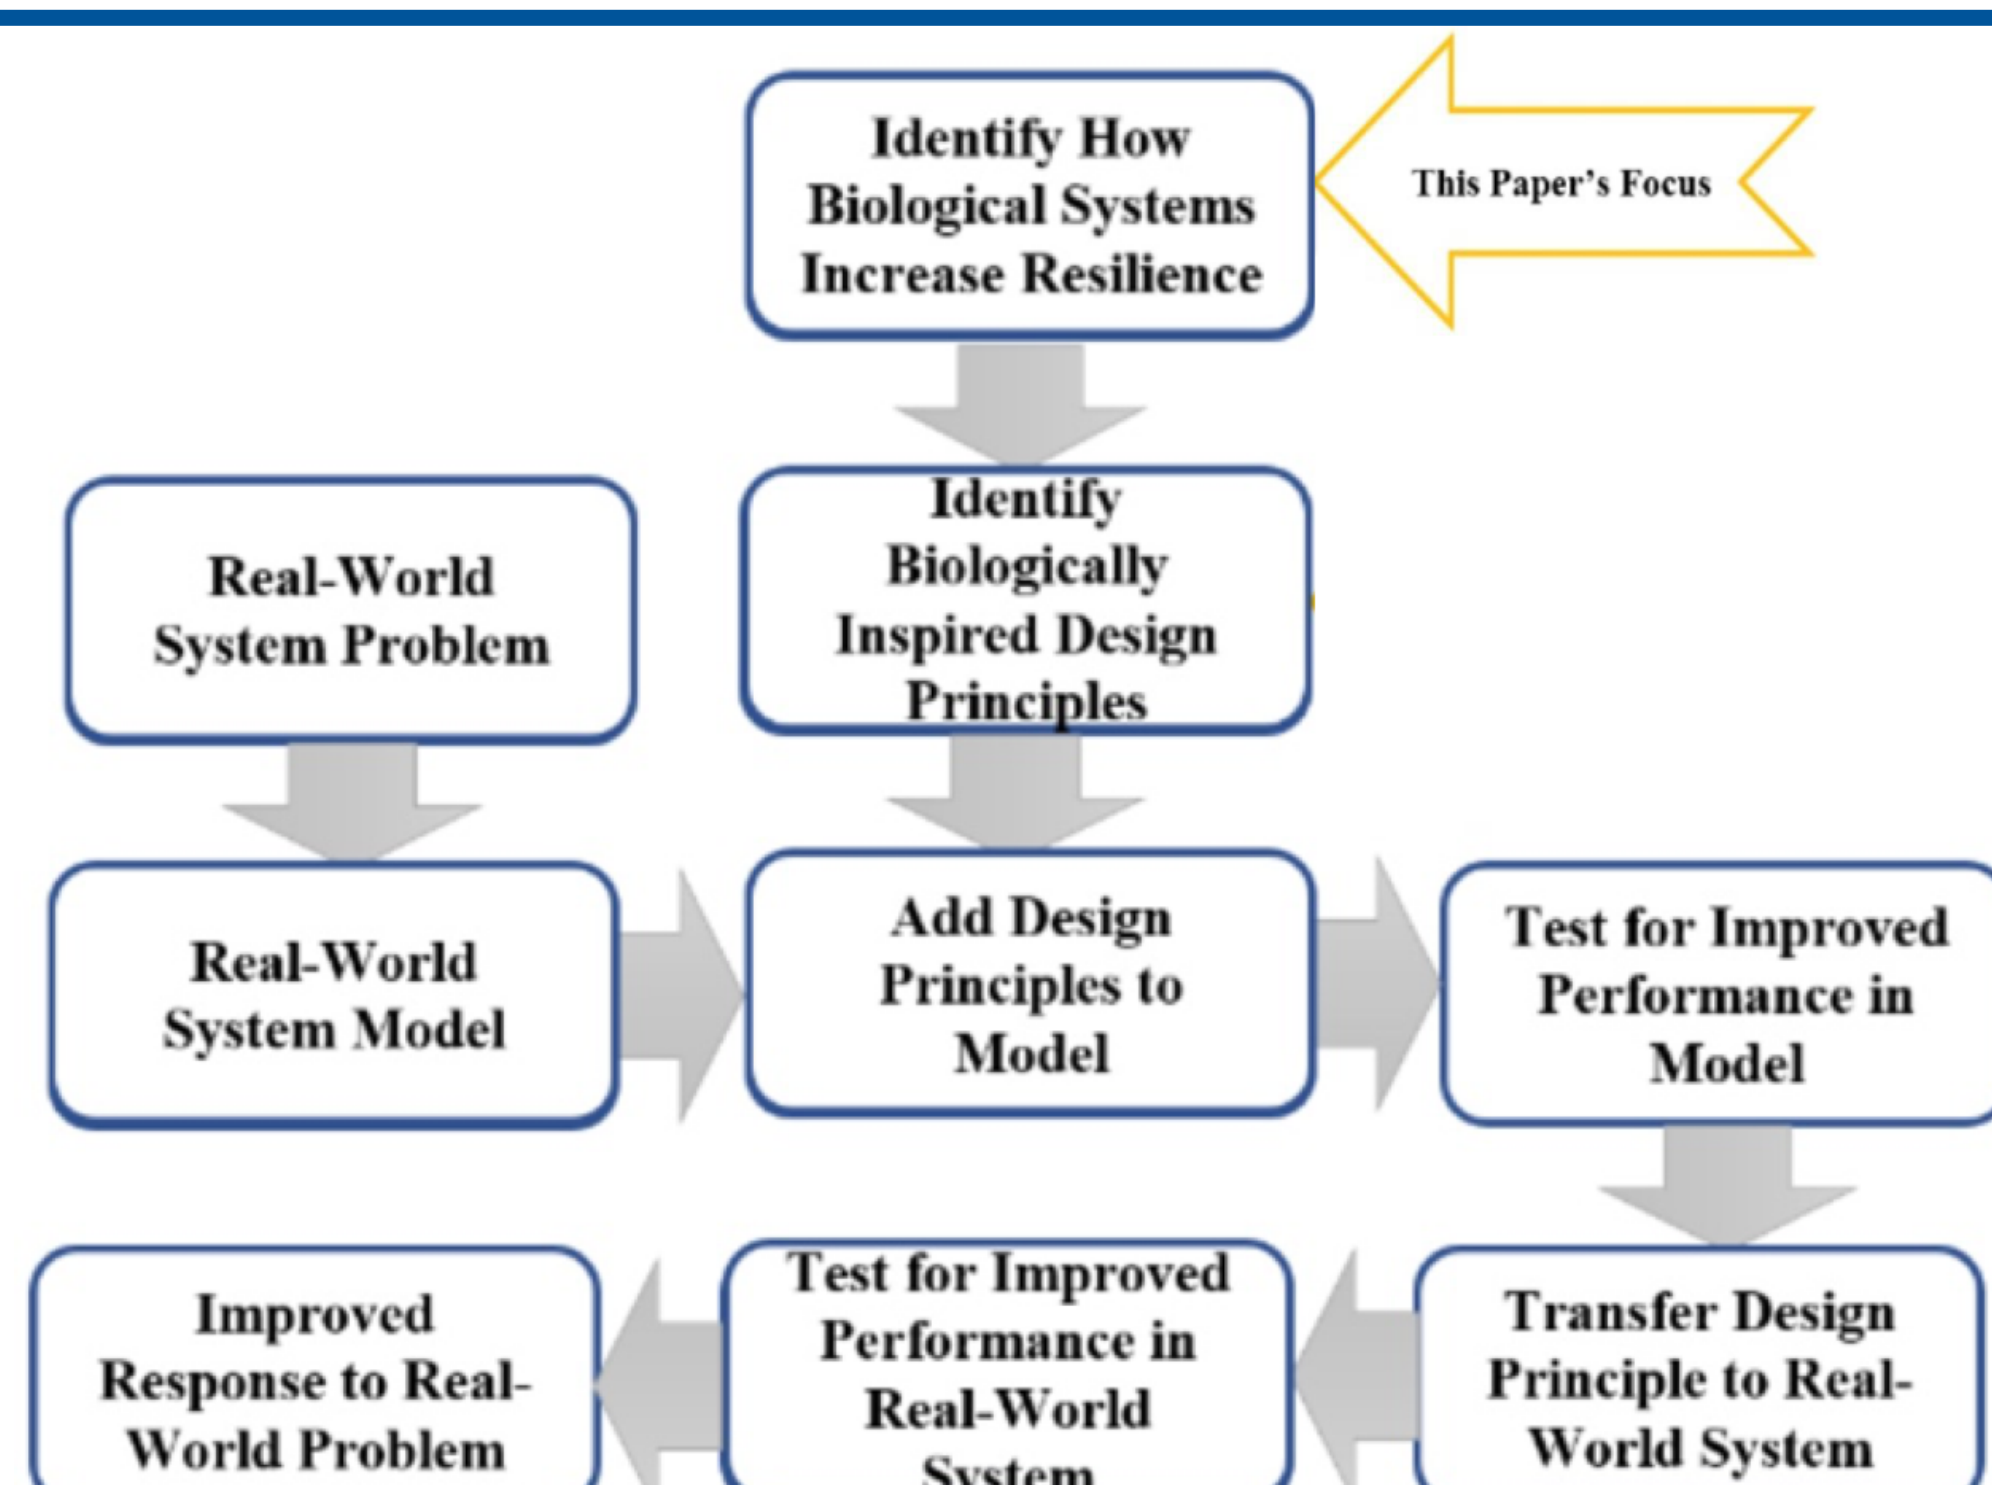 Identify How
Biological Systems
Increase Resilience
This Paper's Focus
Real-World
System Problem
Identify
Biologically
Inspired Design
Principles
Real-World
System Model
Add Design
Principles to
Model
Test for Improved
Performance in
Model
Improved
Response to Real-
World Problem
Test for Improved
Performance in
Real-World
System
Transfer Design
Principle to Real-
World System